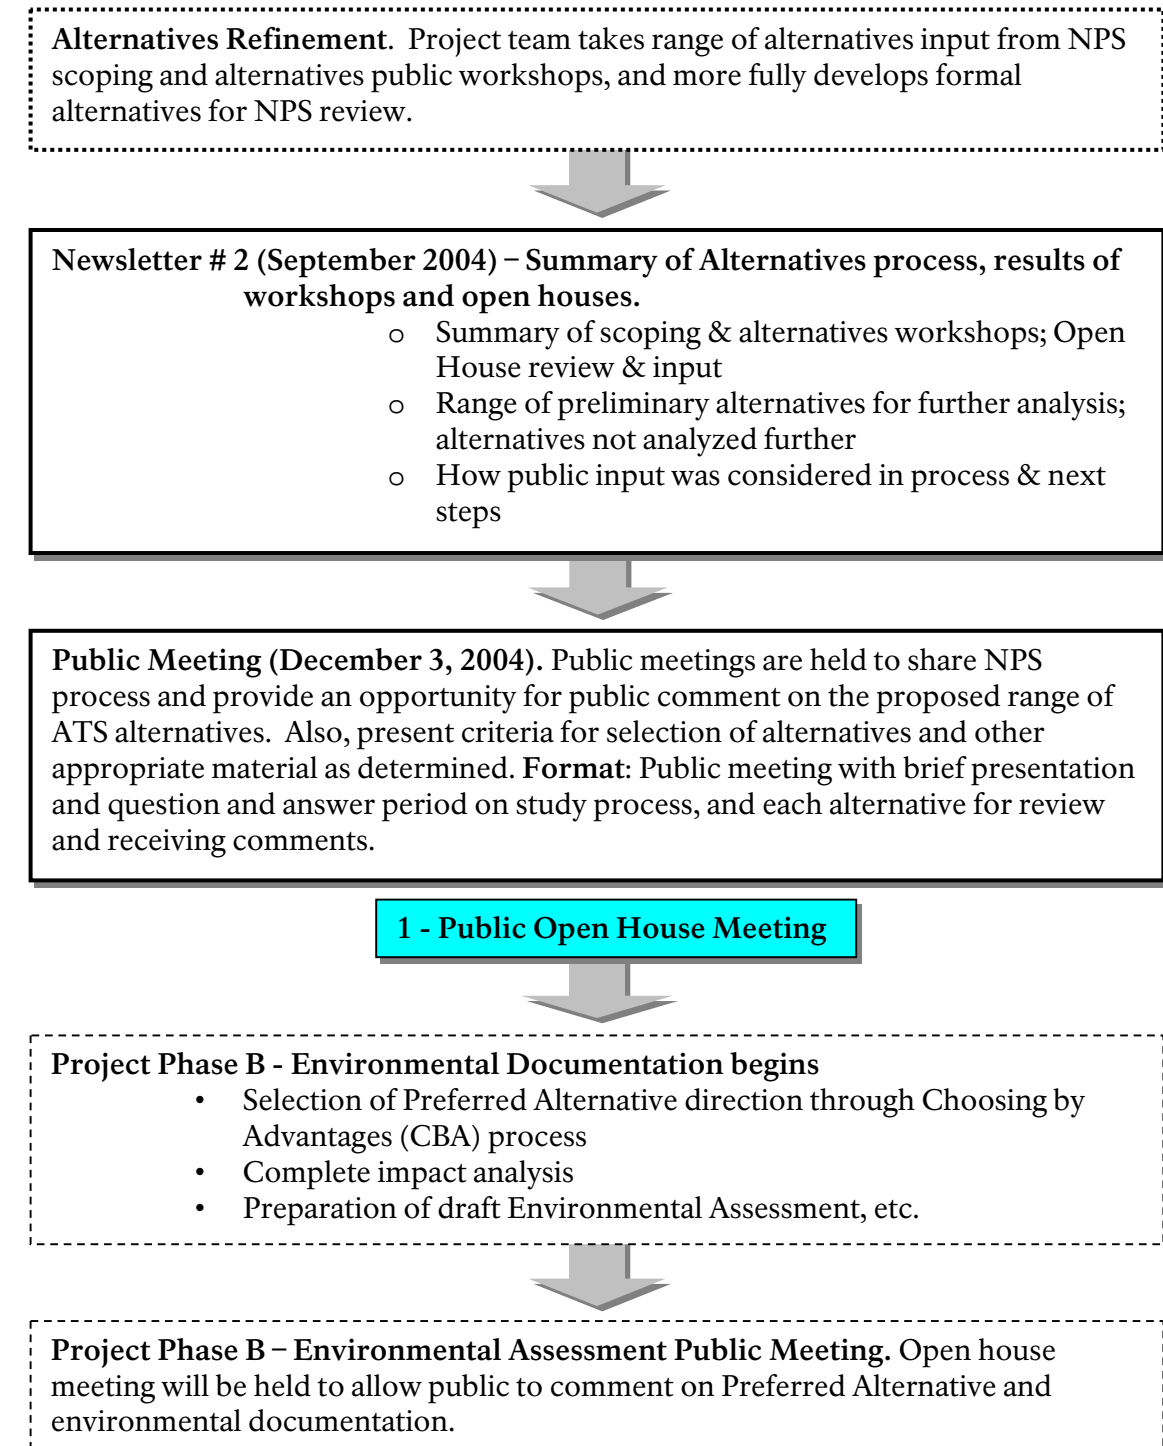 Alternatives Refinement.  Project team takes range of alternatives input from NPS
scoping and alternatives public workshops, and more fully develops formal
alternatives for NPS review.
Newsletter # 2 (September 2004) – Summary of Alternatives process, results of
workshops and open houses.
o Summary of scoping & alternatives workshops; Open
House review & input
o Range of preliminary alternatives for further analysis;
alternatives not analyzed further
o How public input was considered in process & next
steps
Public Meeting (December 3, 2004). Public meetings are held to share NPS
process and provide an opportunity for public comment on the proposed range of
ATS alternatives.  Also, present criteria for selection of alternatives and other
appropriate material as determined. Format: Public meeting with brief presentation
and question and answer period on study process, and each alternative for review
and receiving comments.
1 - Public Open House Meeting
Project Phase B - Environmental Documentation begins
• Selection of Preferred Alternative direction through Choosing by
Advantages (CBA) process
• Complete impact analysis
• Preparation of draft Environmental Assessment, etc.
Project Phase B – Environmental Assessment Public Meeting. Open house
meeting will be held to allow public to comment on Preferred Alternative and
environmental documentation.